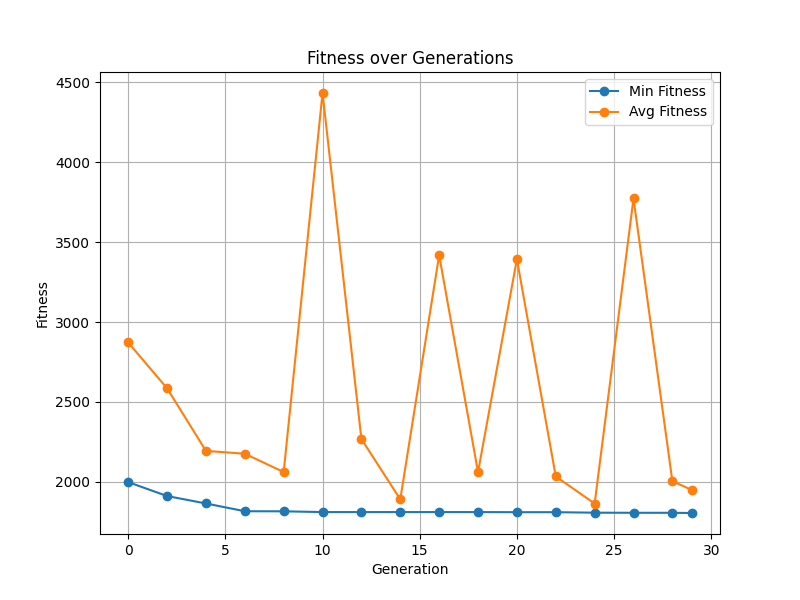 Fitness over Generations
Min Fitness
Avg Fitness
4500
4000
3500
3000
2500
2000
Fitness
0 5 10 15 20 25 30
Generation